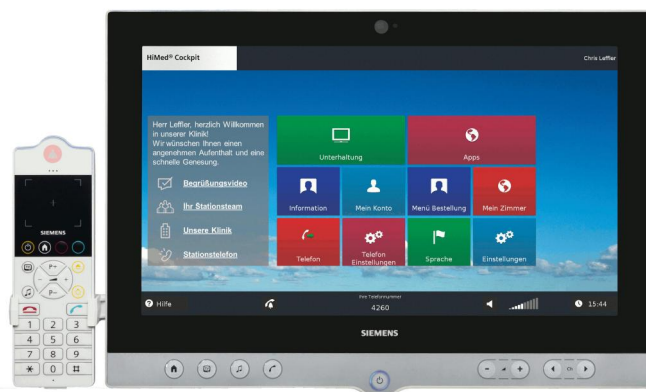 HiMed® Cockpit
Chris Leffler
Herr Leffler, herzlich Willkommen
in unserer Klinik!
Wir wünschen Ihnen einen
angenehmen Aufenthalt und eine
schnelle Genesung.
Begrüßungsvideo
Ihr Stationsteam
Unsere Klinik
Stationstelefon
Unterhaltung
Apps
Information
Mein Konto
Menü Bestellung
Mein Zimmer
Telefon
Telefon
Einstellungen
Sprache
Einstellungen
? Hilfe
Ihre Telefonnummer
4260
15:44
SIEMENS
- +
Ch
SIEMENS
P+
- +
P-
1 2 3
4 5 6
7 8 9
* 0 #